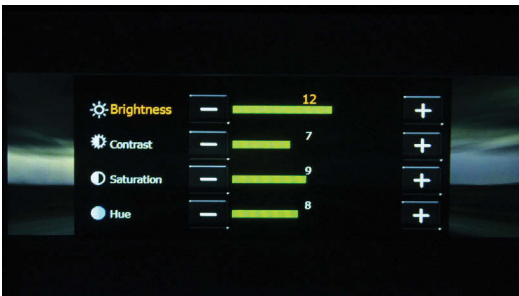 12
Brightness − +
7
Contrast − +
9
Saturation − +
8
Hue − +